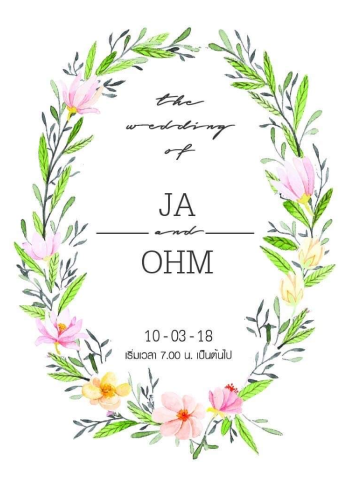 the
wedding
of
JA
and
OHM
10 - 03 - 18
เริ่มเวลา 7.00 น. เป็นต้นไป